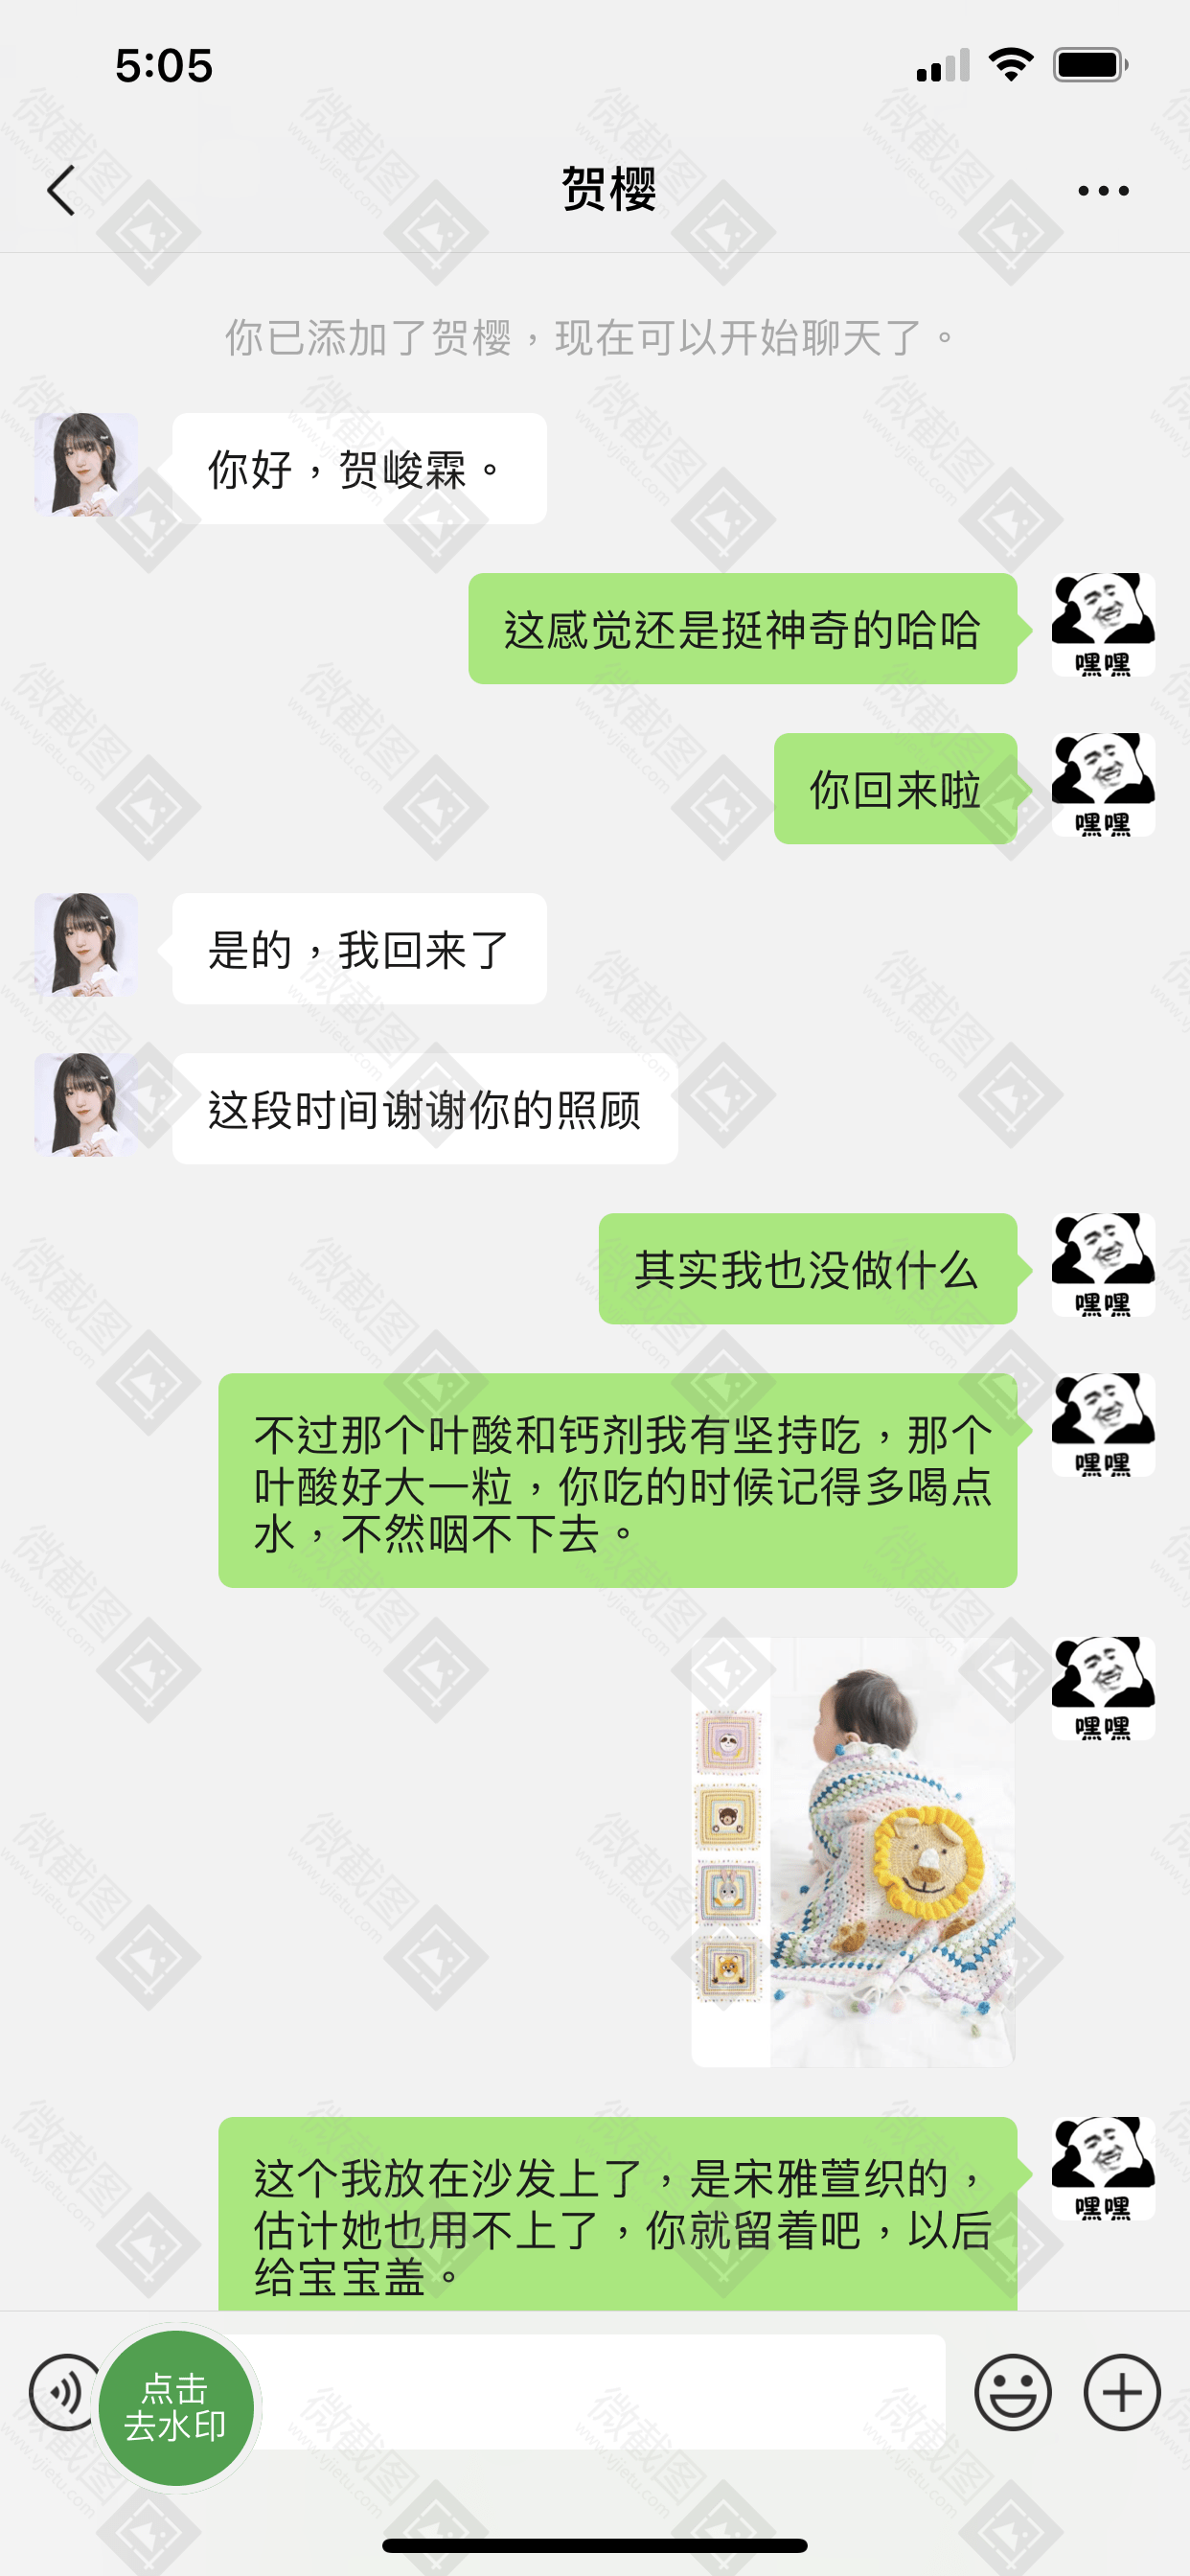 5:05
贺樱
你已添加了贺樱，现在可以开始聊天了。
你好，贺峻霖。
这感觉还是挺神奇的哈哈
嘿嘿
你回来啦
嘿嘿
是的，我回来了
这段时间谢谢你的照顾
其实我也没做什么
嘿嘿
不过那个叶酸和钙剂我有坚持吃，那个
叶酸好大一粒，你吃的时候记得多喝点
水，不然咽不下去。
嘿嘿
嘿嘿
这个我放在沙发上了，是宋雅萱织的，
估计她也用不上了，你就留着吧，以后
给宝宝盖。
嘿嘿
点击
去水印
微截图
www.vjietu.com